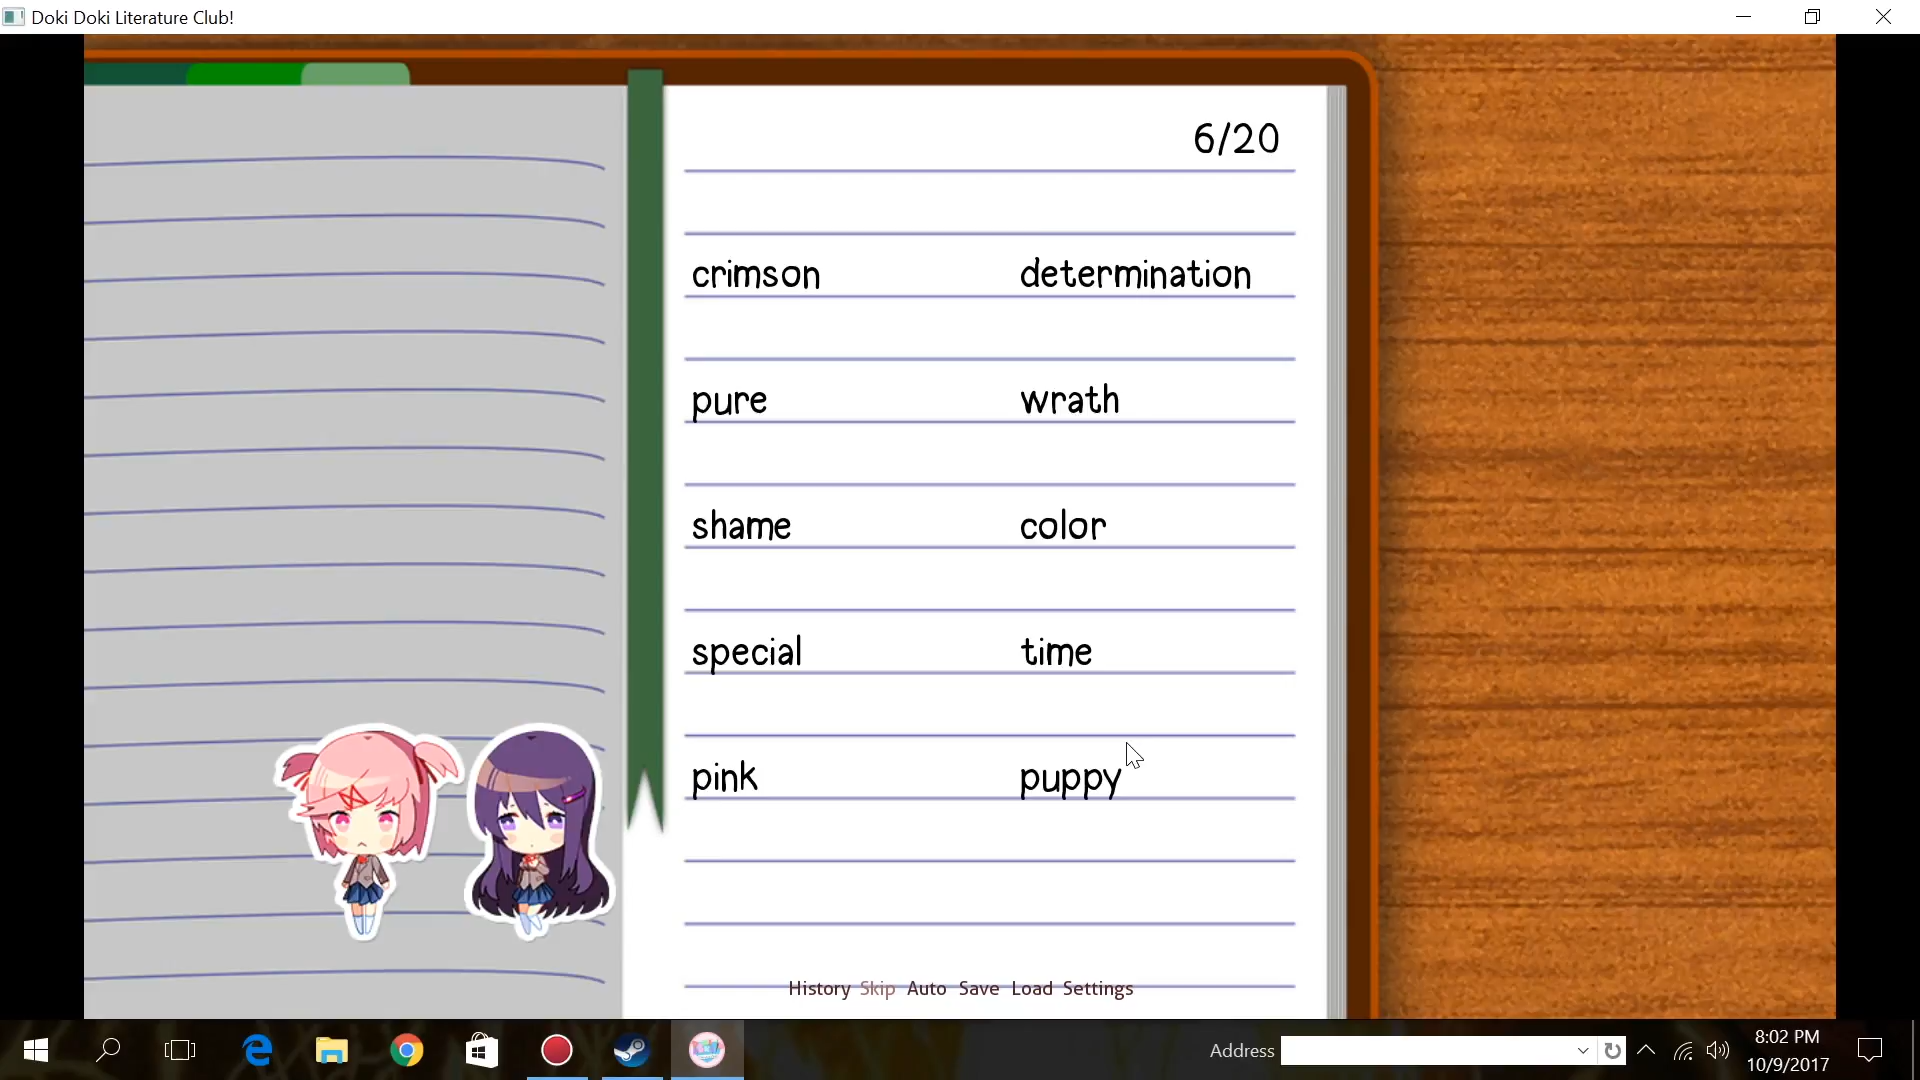 Doki Doki Literature Club!
6/20
crimson determination
pure wrath
shame color
special time
pink puppy
History Skip Auto Save Load Settings
Address 8:02 PM
10/9/2017